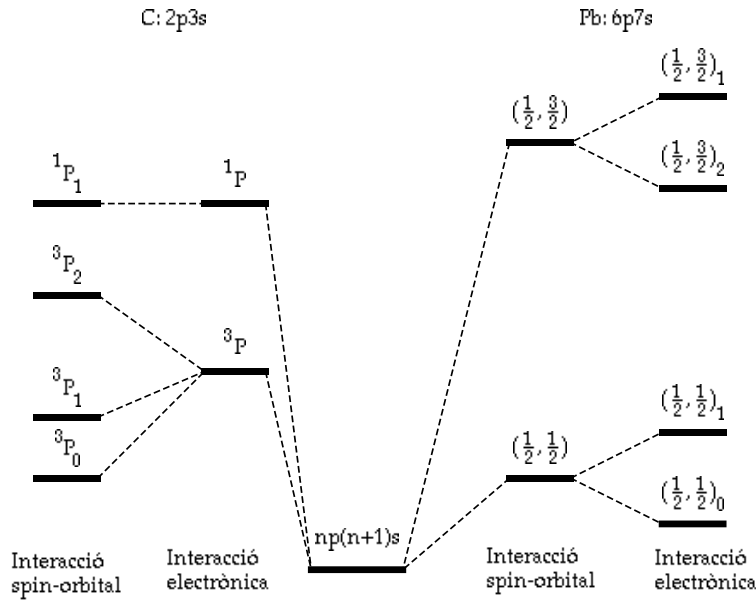 C: 2p3s
Pb: 6p7s
(1/2, 3/2)₁
(1/2, 3/2)
(1/2, 3/2)₂
¹P₁
¹P
³P₂
³P
³P₁
³P₀
(1/2, 1/2)₁
(1/2, 1/2)
(1/2, 1/2)₀
np(n+1)s
Interacció
spin-orbital
Interacció
electrònica
Interacció
spin-orbital
Interacció
electrònica